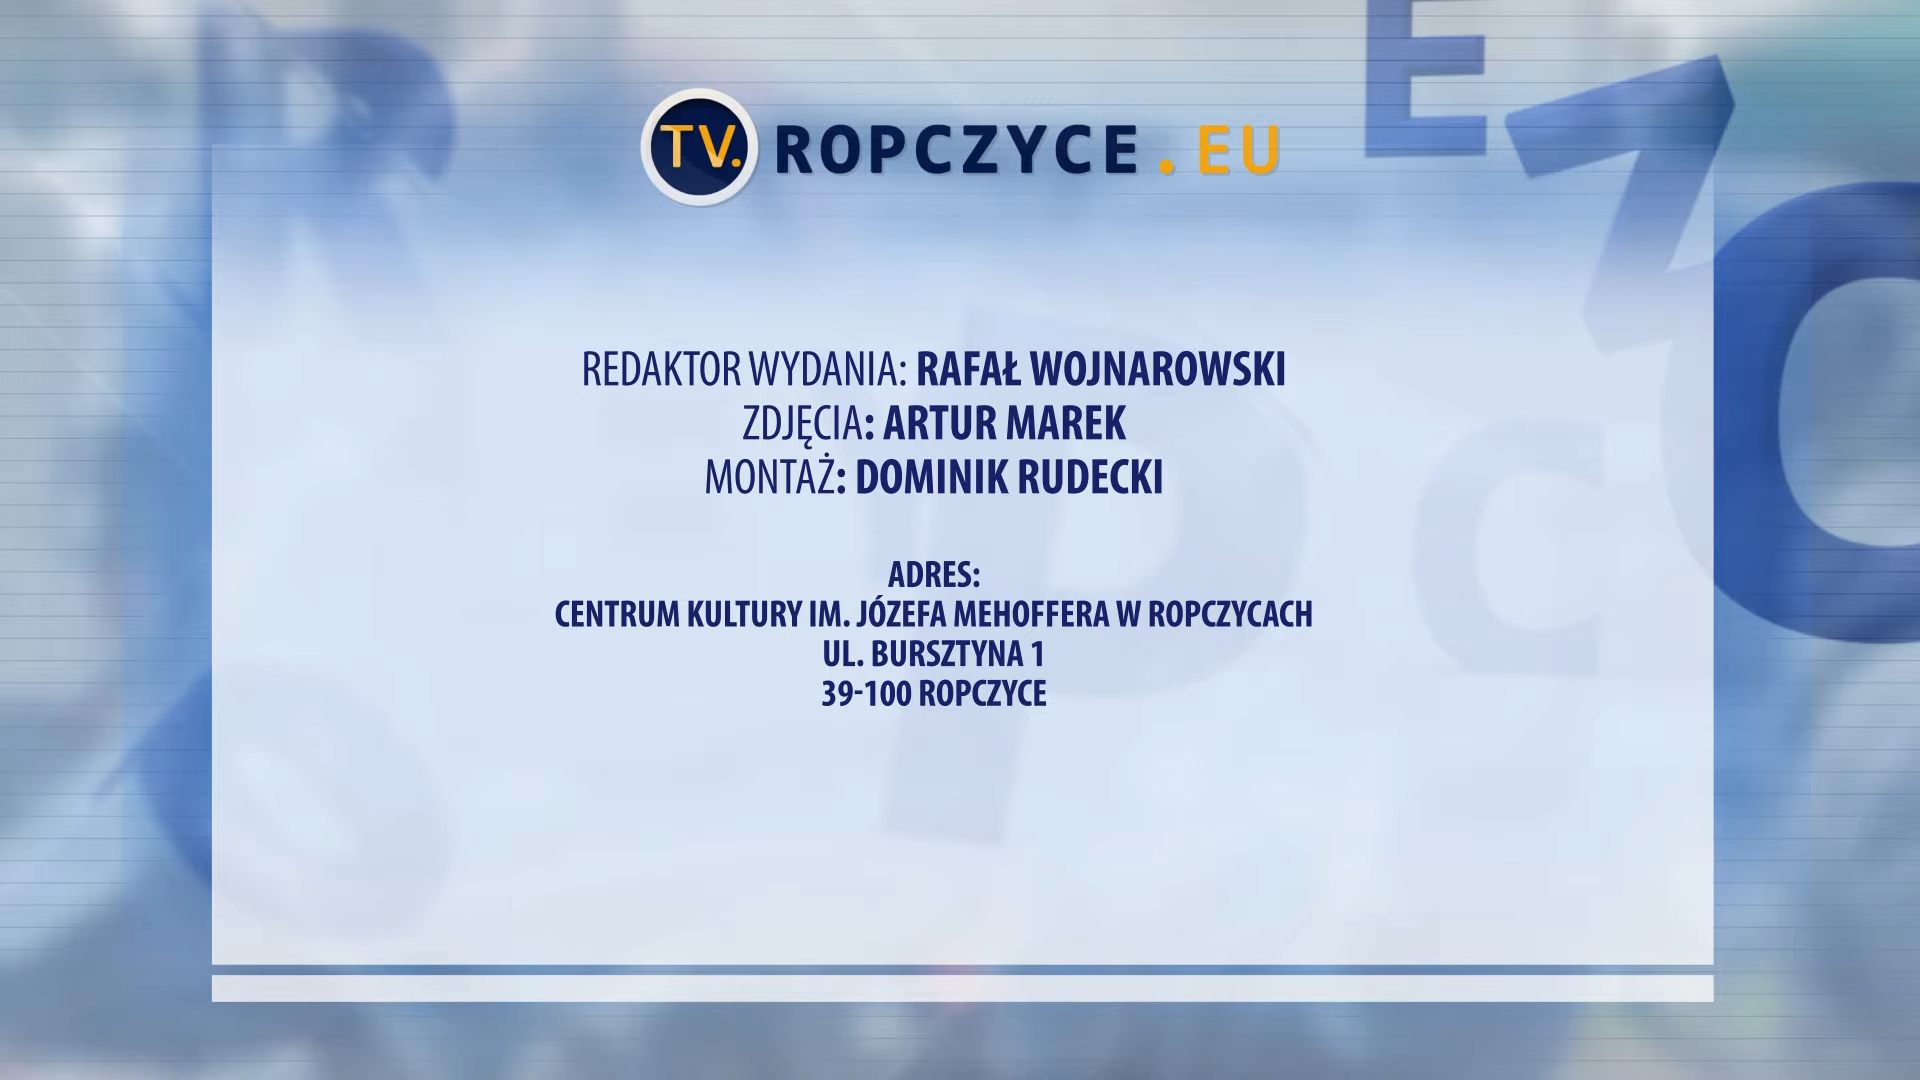 TV. ROPCZYCE.EU
REDAKTOR WYDANIA: RAFAŁ WOJNAROWSKI
ZDJĘCIA: ARTUR MAREK
MONTAŻ: DOMINIK RUDECKI
ADRES:
CENTRUM KULTURY IM. JÓZEFA MEHOFFERA W ROPCZYCACH
UL. BURSZTYNA 1
39-100 ROPCZYCE